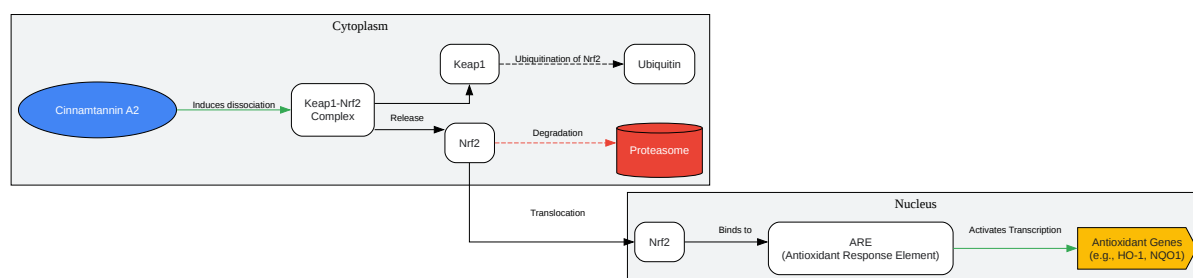 Cytoplasm
Cinnamtannin A2
Induces dissociation
Keap1-Nrf2
Complex
Keap1
Ubiquitination of Nrf2
Ubiquitin
Release
Nrf2
Degradation
Proteasome
Translocation
Nucleus
Nrf2
Binds to
ARE
(Antioxidant Response Element)
Activates Transcription
Antioxidant Genes
(e.g., HO-1, NQO1)